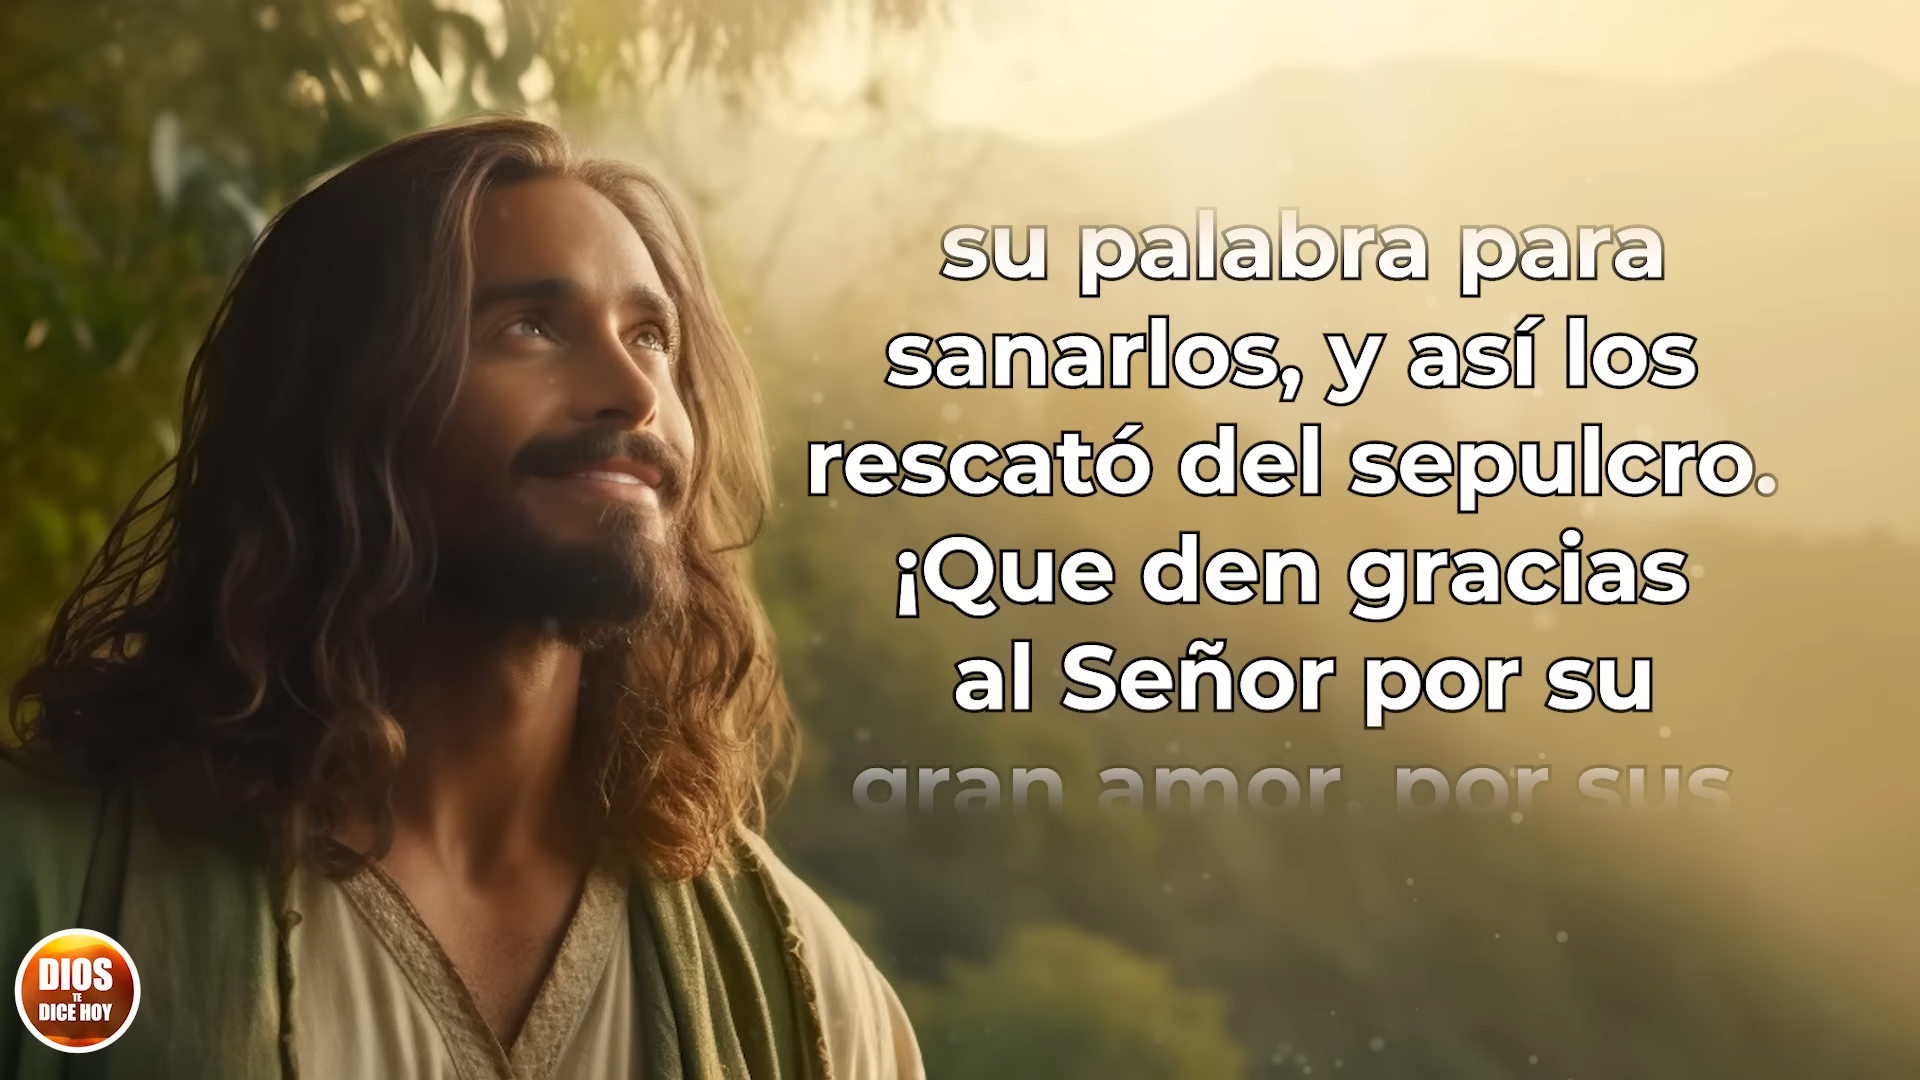 su palabra para
sanarlos, y así los
rescató del sepulcro.
¡Que den gracias
al Señor por su
gran amor, por sus
DIOS
TE
DICE HOY